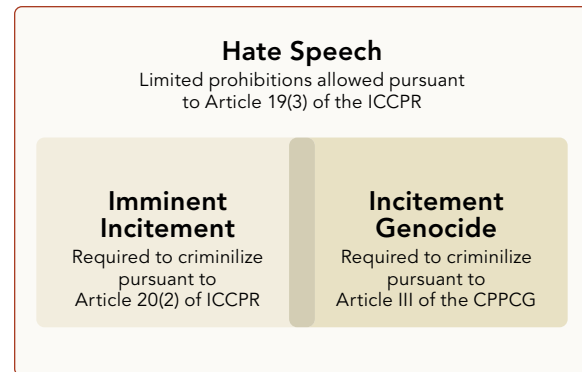 Hate Speech
Limited prohibitions allowed pursuant
to Article 19(3) of the ICCPR
Imminent
Incitement
Required to criminilize
pursuant to
Article 20(2) of ICCPR
Incitement
Genocide
Required to criminilize
pursuant to
Article III of the CPPCG